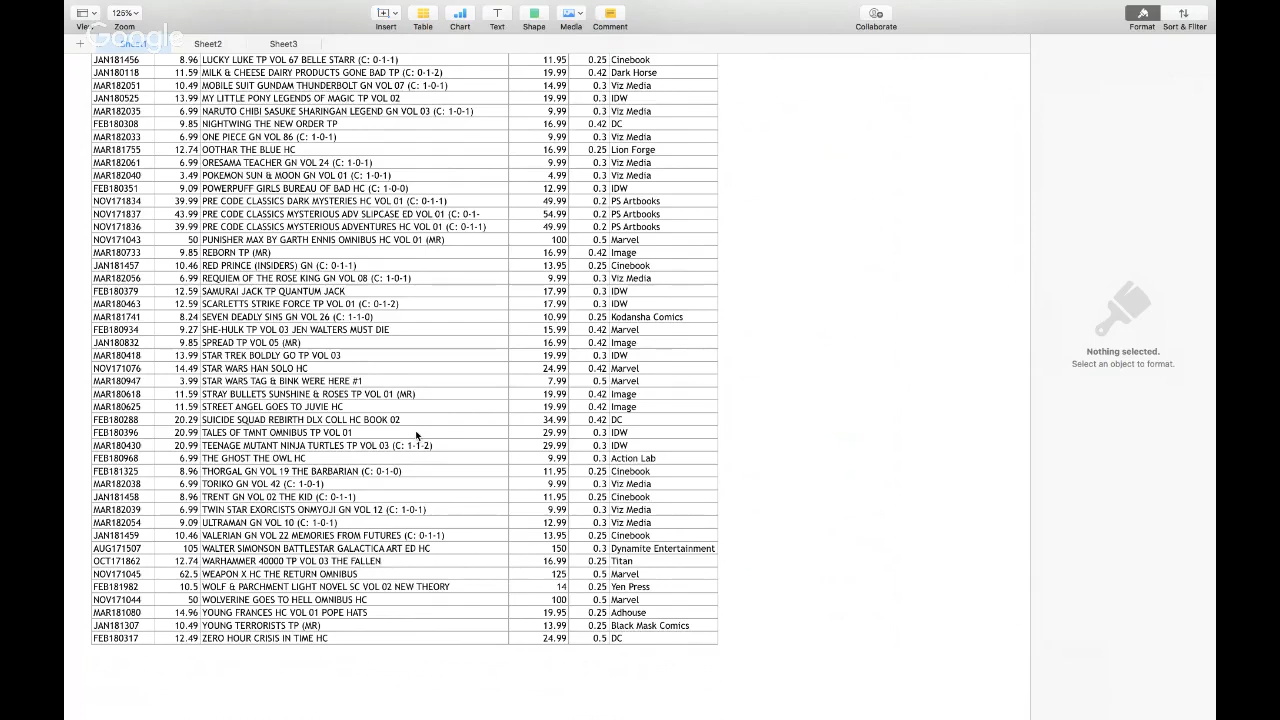 125%
View Zoom Insert Table Chart Text Shape Media Comment Collaborate Format Sort & Filter
Google
Sheet1 Sheet2 Sheet3
JAN181456 8.96 LUCKY LUKE TP VOL 67 BELLE STARR (C: 0-1-1) 11.95 0.25 Cinebook
JAN180118 11.59 MILK & CHEESE DAIRY PRODUCTS GONE BAD TP (C: 0-1-2) 19.99 0.42 Dark Horse
MAR182051 10.49 MOBILE SUIT GUNDAM THUNDERBOLT GN VOL 07 (C: 1-0-1) 14.99 0.3 Viz Media
JAN180525 13.99 MY LITTLE PONY LEGENDS OF MAGIC TP VOL 02 19.99 0.3 IDW
MAR182035 6.99 NARUTO CHIBI SASUKE SHARINGAN LEGEND GN VOL 03 (C: 1-0-1) 9.99 0.3 Viz Media
FEB180308 9.85 NIGHTWING THE NEW ORDER TP 16.99 0.42 DC
MAR182033 6.99 ONE PIECE GN VOL 86 (C: 1-0-1) 9.99 0.3 Viz Media
MAR181755 12.74 OOTHAR THE BLUE HC 16.99 0.25 Lion Forge
MAR182061 6.99 ORESAMA TEACHER GN VOL 24 (C: 1-0-1) 9.99 0.3 Viz Media
MAR182040 3.49 POKEMON SUN & MOON GN VOL 01 (C: 1-0-1) 4.99 0.3 Viz Media
FEB180351 9.09 POWERPUFF GIRLS BUREAU OF BAD HC (C: 1-0-0) 12.99 0.3 IDW
NOV171834 39.99 PRE CODE CLASSICS DARK MYSTERIES HC VOL 01 (C: 0-1-1) 49.99 0.2 PS Artbooks
NOV171837 43.99 PRE CODE CLASSICS MYSTERIOUS ADV SLIPCASE ED VOL 01 (C: 0-1- 54.99 0.2 PS Artbooks
NOV171836 39.99 PRE CODE CLASSICS MYSTERIOUS ADVENTURES HC VOL 01 (C: 0-1-1) 49.99 0.2 PS Artbooks
NOV171043 50 PUNISHER MAX BY GARTH ENNIS OMNIBUS HC VOL 01 (MR) 100 0.5 Marvel
MAR180733 9.85 REBORN TP (MR) 16.99 0.42 Image
JAN181457 10.46 RED PRINCE (INSIDERS) GN (C: 0-1-1) 13.95 0.25 Cinebook
MAR182056 6.99 REQUIEM OF THE ROSE KING GN VOL 08 (C: 1-0-1) 9.99 0.3 Viz Media
FEB180379 12.59 SAMURAI JACK TP QUANTUM JACK 17.99 0.3 IDW
MAR180463 12.59 SCARLETTS STRIKE FORCE TP VOL 01 (C: 0-1-2) 17.99 0.3 IDW
MAR181741 8.24 SEVEN DEADLY SINS GN VOL 26 (C: 1-1-0) 10.99 0.25 Kodansha Comics
FEB180934 9.27 SHE-HULK TP VOL 03 JEN WALTERS MUST DIE 15.99 0.42 Marvel
JAN180832 9.85 SPREAD TP VOL 05 (MR) 16.99 0.42 Image
MAR180418 13.99 STAR TREK BOLDLY GO TP VOL 03 19.99 0.3 IDW
NOV171076 14.49 STAR WARS HAN SOLO HC 24.99 0.42 Marvel
MAR180947 3.99 STAR WARS TAG & BINK WERE HERE #1 7.99 0.5 Marvel
MAR180618 11.59 STRAY BULLETS SUNSHINE & ROSES TP VOL 01 (MR) 19.99 0.42 Image
MAR180625 11.59 STREET ANGEL GOES TO JUVIE HC 19.99 0.42 Image
FEB180288 20.29 SUICIDE SQUAD REBIRTH DLX COLL HC BOOK 02 34.99 0.42 DC
FEB180396 20.99 TALES OF TMNT OMNIBUS TP VOL 01 29.99 0.3 IDW
MAR180430 20.99 TEENAGE MUTANT NINJA TURTLES TP VOL 03 (C: 1-1-2) 29.99 0.3 IDW
FEB180968 6.99 THE GHOST THE OWL HC 9.99 0.3 Action Lab
FEB181325 8.96 THORGAL GN VOL 19 THE BARBARIAN (C: 0-1-0) 11.95 0.25 Cinebook
MAR182038 6.99 TORIKO GN VOL 42 (C: 1-0-1) 9.99 0.3 Viz Media
JAN181458 8.96 TRENT GN VOL 02 THE KID (C: 0-1-1) 11.95 0.25 Cinebook
MAR182039 6.99 TWIN STAR EXORCISTS ONMYOJI GN VOL 12 (C: 1-0-1) 9.99 0.3 Viz Media
MAR182054 9.09 ULTRAMAN GN VOL 10 (C: 1-0-1) 12.99 0.3 Viz Media
JAN181459 10.46 VALERIAN GN VOL 22 MEMORIES FROM FUTURES (C: 0-1-1) 13.95 0.25 Cinebook
AUG171507 105 WALTER SIMONSON BATTLESTAR GALACTICA ART ED HC 150 0.3 Dynamite Entertainment
OCT171862 12.74 WARHAMMER 40000 TP VOL 03 THE FALLEN 16.99 0.25 Titan
NOV171045 62.5 WEAPON X HC THE RETURN OMNIBUS 125 0.5 Marvel
FEB181982 10.5 WOLF & PARCHMENT LIGHT NOVEL SC VOL 02 NEW THEORY 14 0.25 Yen Press
NOV171044 50 WOLVERINE GOES TO HELL OMNIBUS HC 100 0.5 Marvel
MAR181080 14.96 YOUNG FRANCES HC VOL 01 POPE HATS 19.95 0.25 Adhouse
JAN181307 10.49 YOUNG TERRORISTS TP (MR) 13.99 0.25 Black Mask Comics
FEB180317 12.49 ZERO HOUR CRISIS IN TIME HC 24.99 0.5 DC
Nothing selected.
Select an object to format.